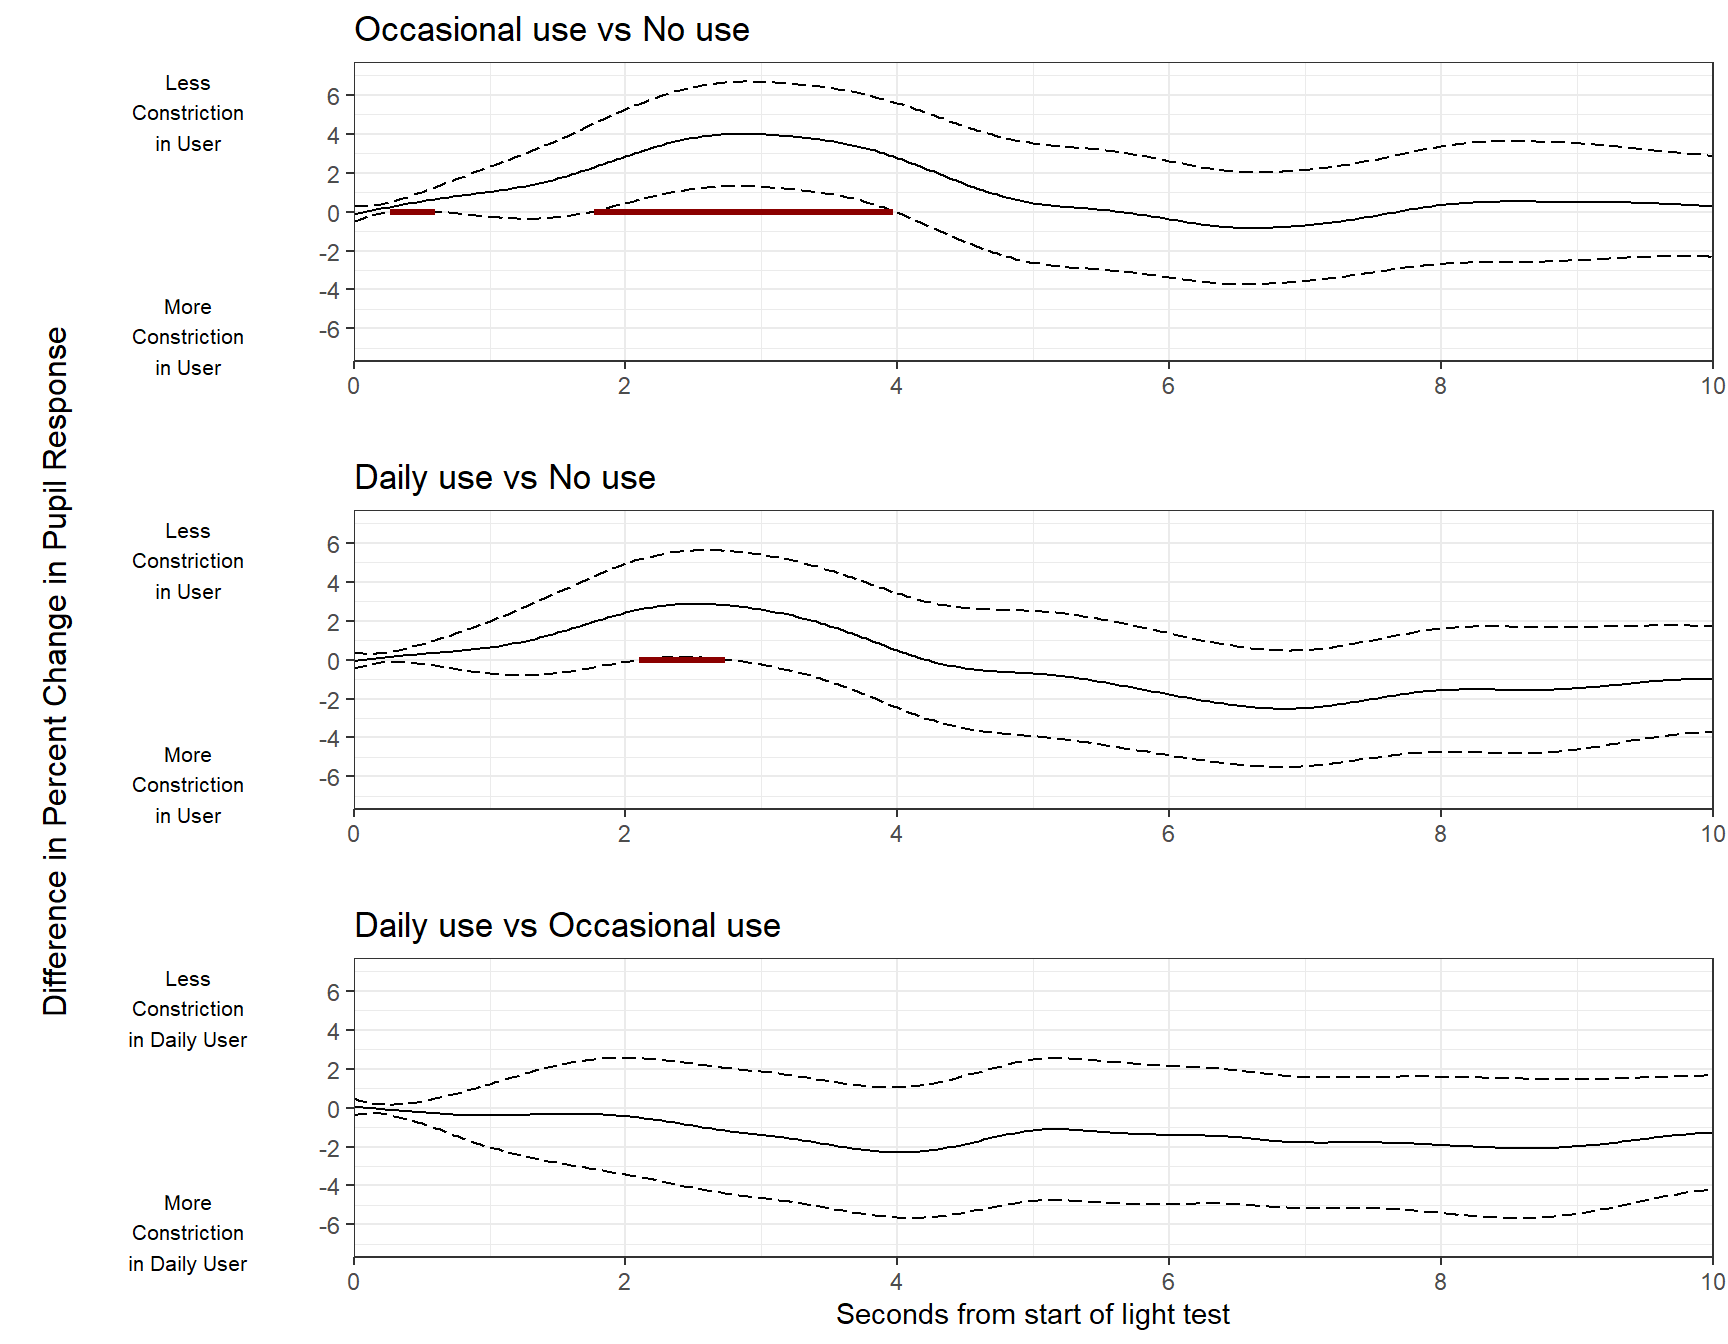 Difference in Percent Change in Pupil Response
Occasional use vs No use
Less
Constriction
in User
More
Constriction
in User
6
4
2
0
-2
-4
-6
0 2 4 6 8 10
Daily use vs No use
Less
Constriction
in User
More
Constriction
in User
6
4
2
0
-2
-4
-6
0 2 4 6 8 10
Daily use vs Occasional use
Less
Constriction
in Daily User
More
Constriction
in Daily User
6
4
2
0
-2
-4
-6
0 2 4 6 8 10
Seconds from start of light test